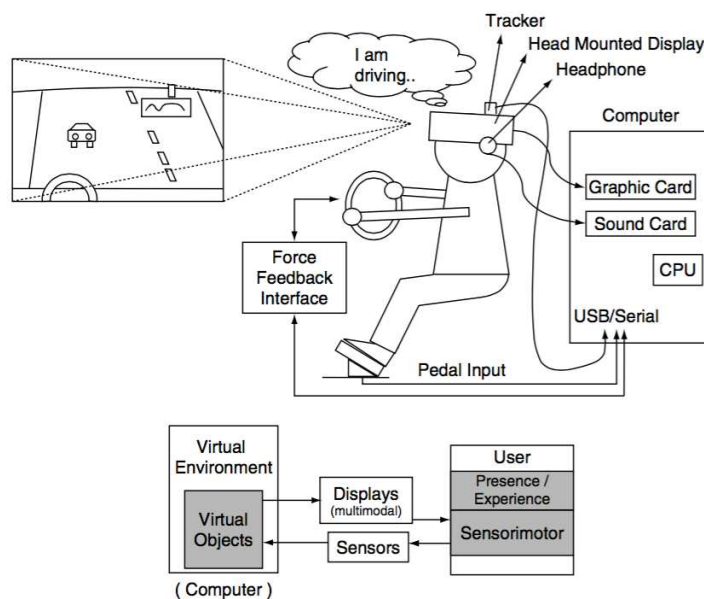 Tracker
I am
driving..
Head Mounted Display
Headphone
Computer
Graphic Card
Sound Card
Force
Feedback
Interface
CPU
USB/Serial
Pedal Input
Virtual
Environment
Virtual
Objects
( Computer )
Displays
(multimodal)
Sensors
User
Presence /
Experience
Sensorimotor